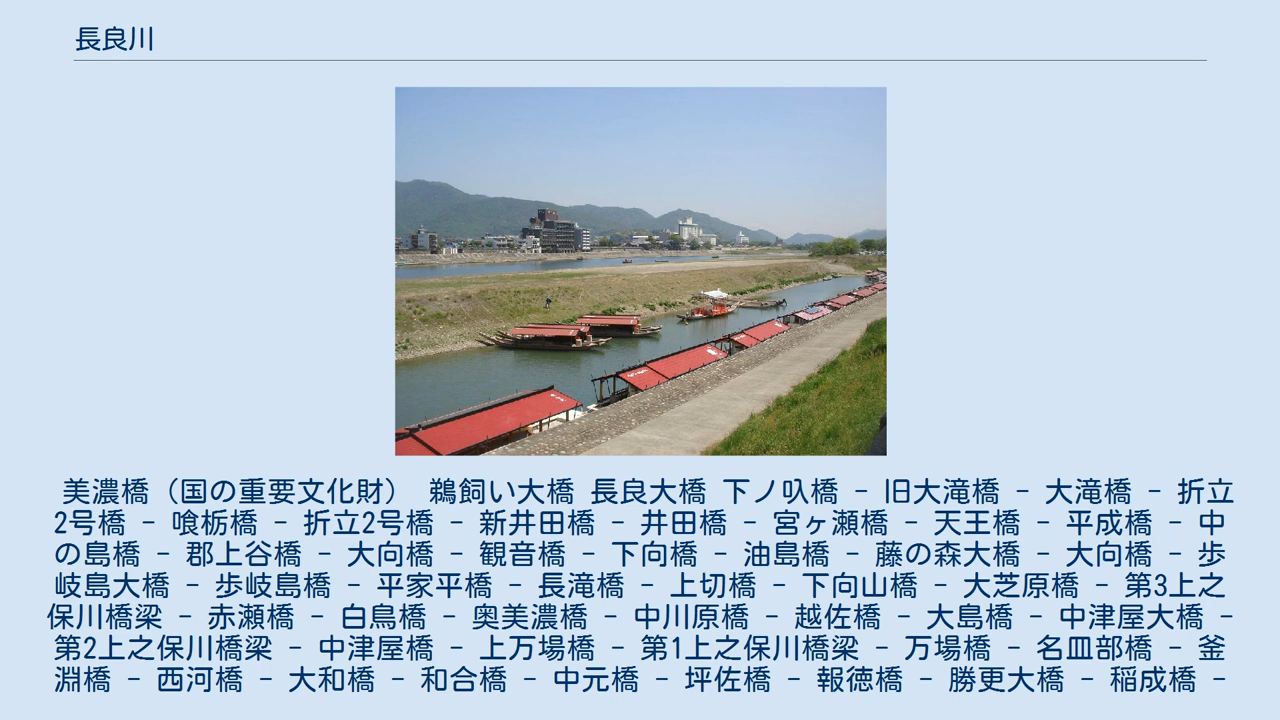 長良川
美濃橋（国の重要文化財） 鵜飼い大橋 長良大橋 下ノ叺橋 - 旧大滝橋 - 大滝橋 - 折立
2号橋 - 喰栃橋 - 折立2号橋 - 新井田橋 - 井田橋 - 宮ヶ瀬橋 - 天王橋 - 平成橋 - 中
の島橋 - 郡上谷橋 - 大向橋 - 観音橋 - 下向橋 - 油島橋 - 藤の森大橋 - 大向橋 - 歩
岐島大橋 - 歩岐島橋 - 平家平橋 - 長滝橋 - 上切橋 - 下向山橋 - 大芝原橋 - 第3上之
保川橋梁 - 赤瀬橋 - 白鳥橋 - 奥美濃橋 - 中川原橋 - 越佐橋 - 大島橋 - 中津屋大橋 -
第2上之保川橋梁 - 中津屋橋 - 上万場橋 - 第1上之保川橋梁 - 万場橋 - 名皿部橋 - 釜
淵橋 - 西河橋 - 大和橋 - 和合橋 - 中元橋 - 坪佐橋 - 報徳橋 - 勝更大橋 - 稲成橋 -